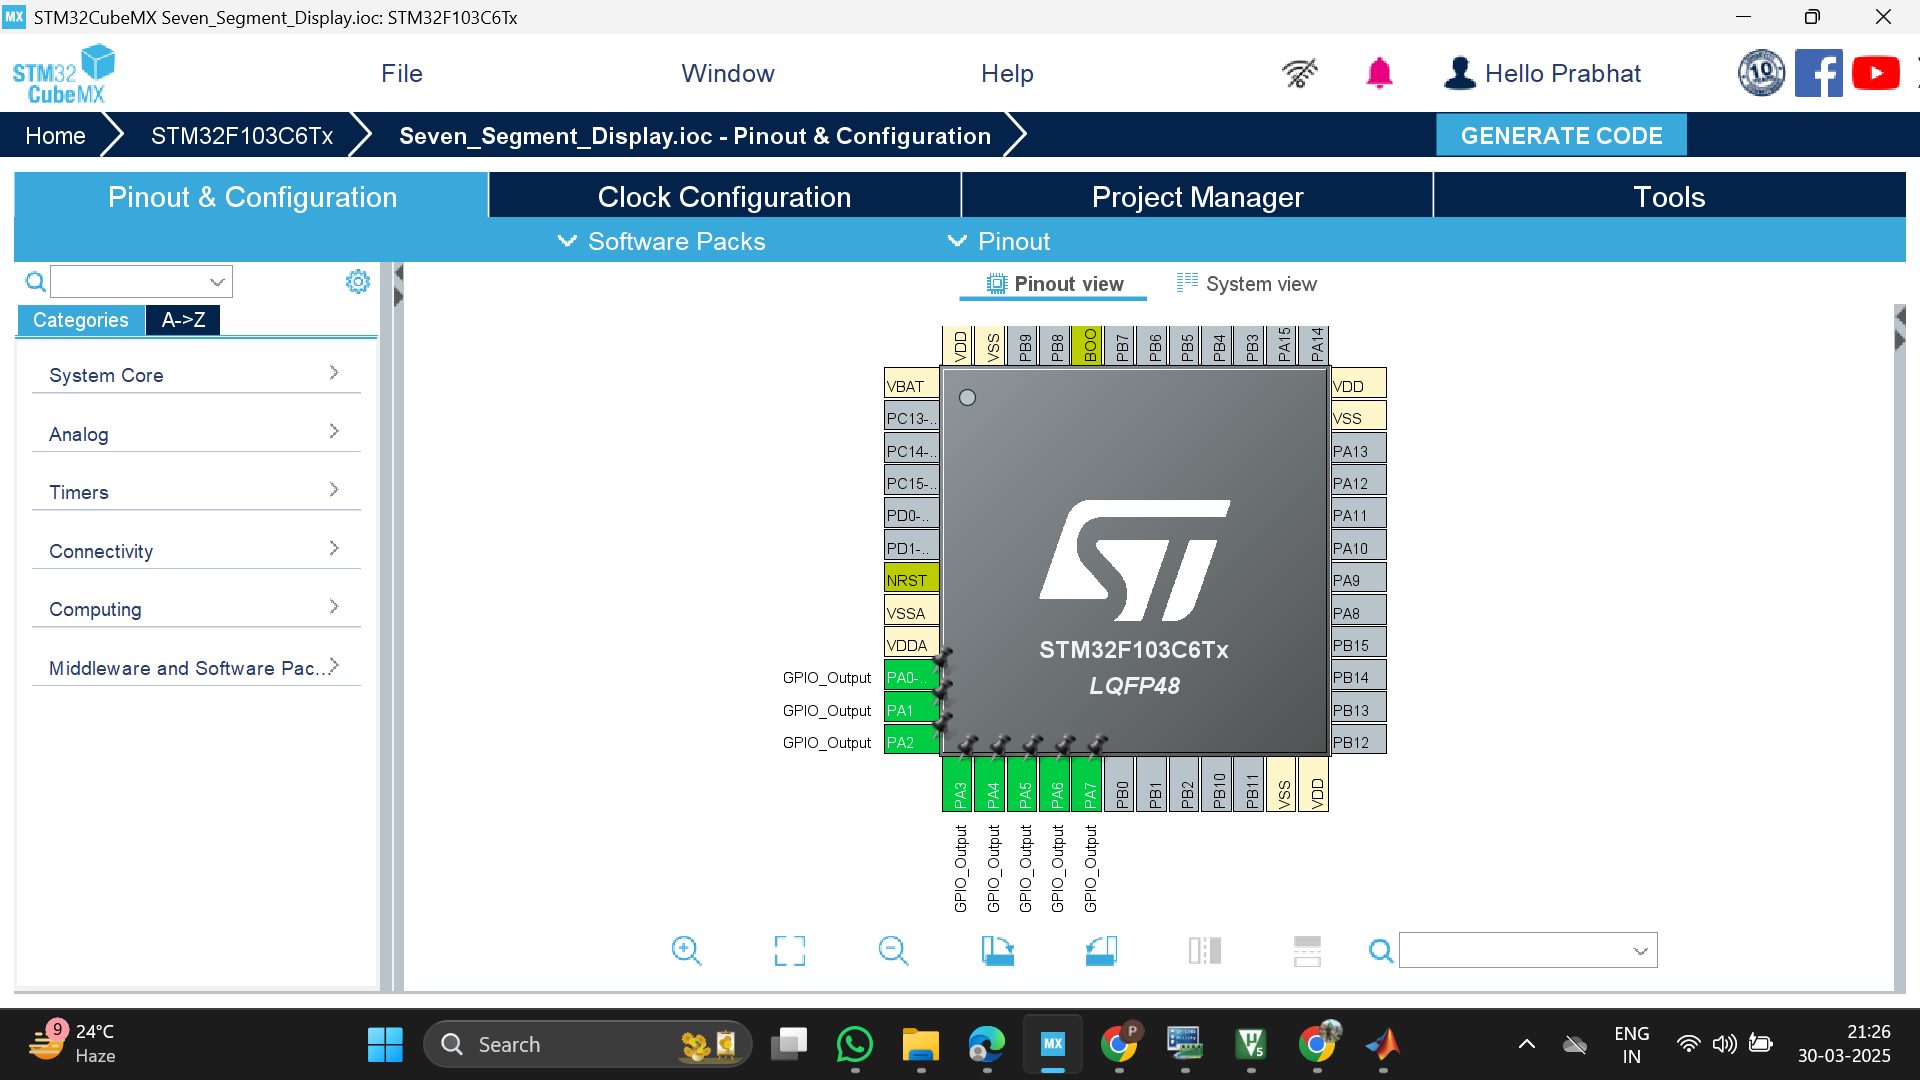 MX STM32CubeMX Seven_Segment_Display.ioc: STM32F103C6Tx
STM32
CubeMX
File
Window
Help
10
Hello Prabhat
Home
STM32F103C6Tx
Seven_Segment_Display.ioc - Pinout & Configuration
GENERATE CODE
Pinout & Configuration
Clock Configuration
Project Manager
Tools
Software Packs
Pinout
Pinout view
System view
Categories
A->Z
System Core
Analog
Timers
Connectivity
Computing
Middleware and Software Pac...
VDD
VSS
PB9
PB8
BOO
PB7
PB6
PB5
PB4
PB3
PA15
PA14
VBAT
PC13-..
PC14-..
PC15-..
PD0-..
PD1-..
NRST
VSSA
VDDA
GPIO_Output PA0-..
GPIO_Output PA1
GPIO_Output PA2
VDD
VSS
PA13
PA12
PA11
PA10
PA9
PA8
PB15
PB14
PB13
PB12
ST
STM32F103C6Tx
LQFP48
PA3
PA4
PA5
PA6
PA7
PB0
PB1
PB2
PB10
PB11
VSS
VDD
GPIO_Output
GPIO_Output
GPIO_Output
GPIO_Output
GPIO_Output
9
24°C
Haze
Search
MX
P
V5
ENG
IN
21:26
30-03-2025